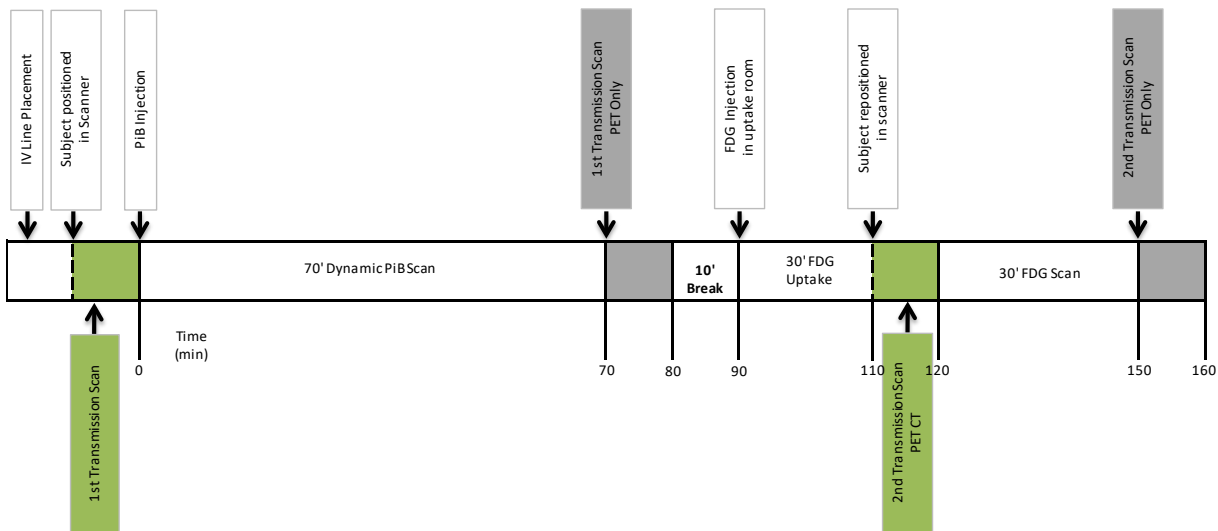 IV Line Placement
Subject positioned
in Scanner
PiB Injection
1st Transmission Scan
PET Only
FDG Injection
in uptake room
Subject repositioned
in scanner
2nd Transmission Scan
PET Only
70' Dynamic PiB Scan
10'
Break
30' FDG
Uptake
30' FDG Scan
Time
(min)
0
70
80
90
110
120
150
160
1st Transmission Scan
2nd Transmission Scan
PET CT